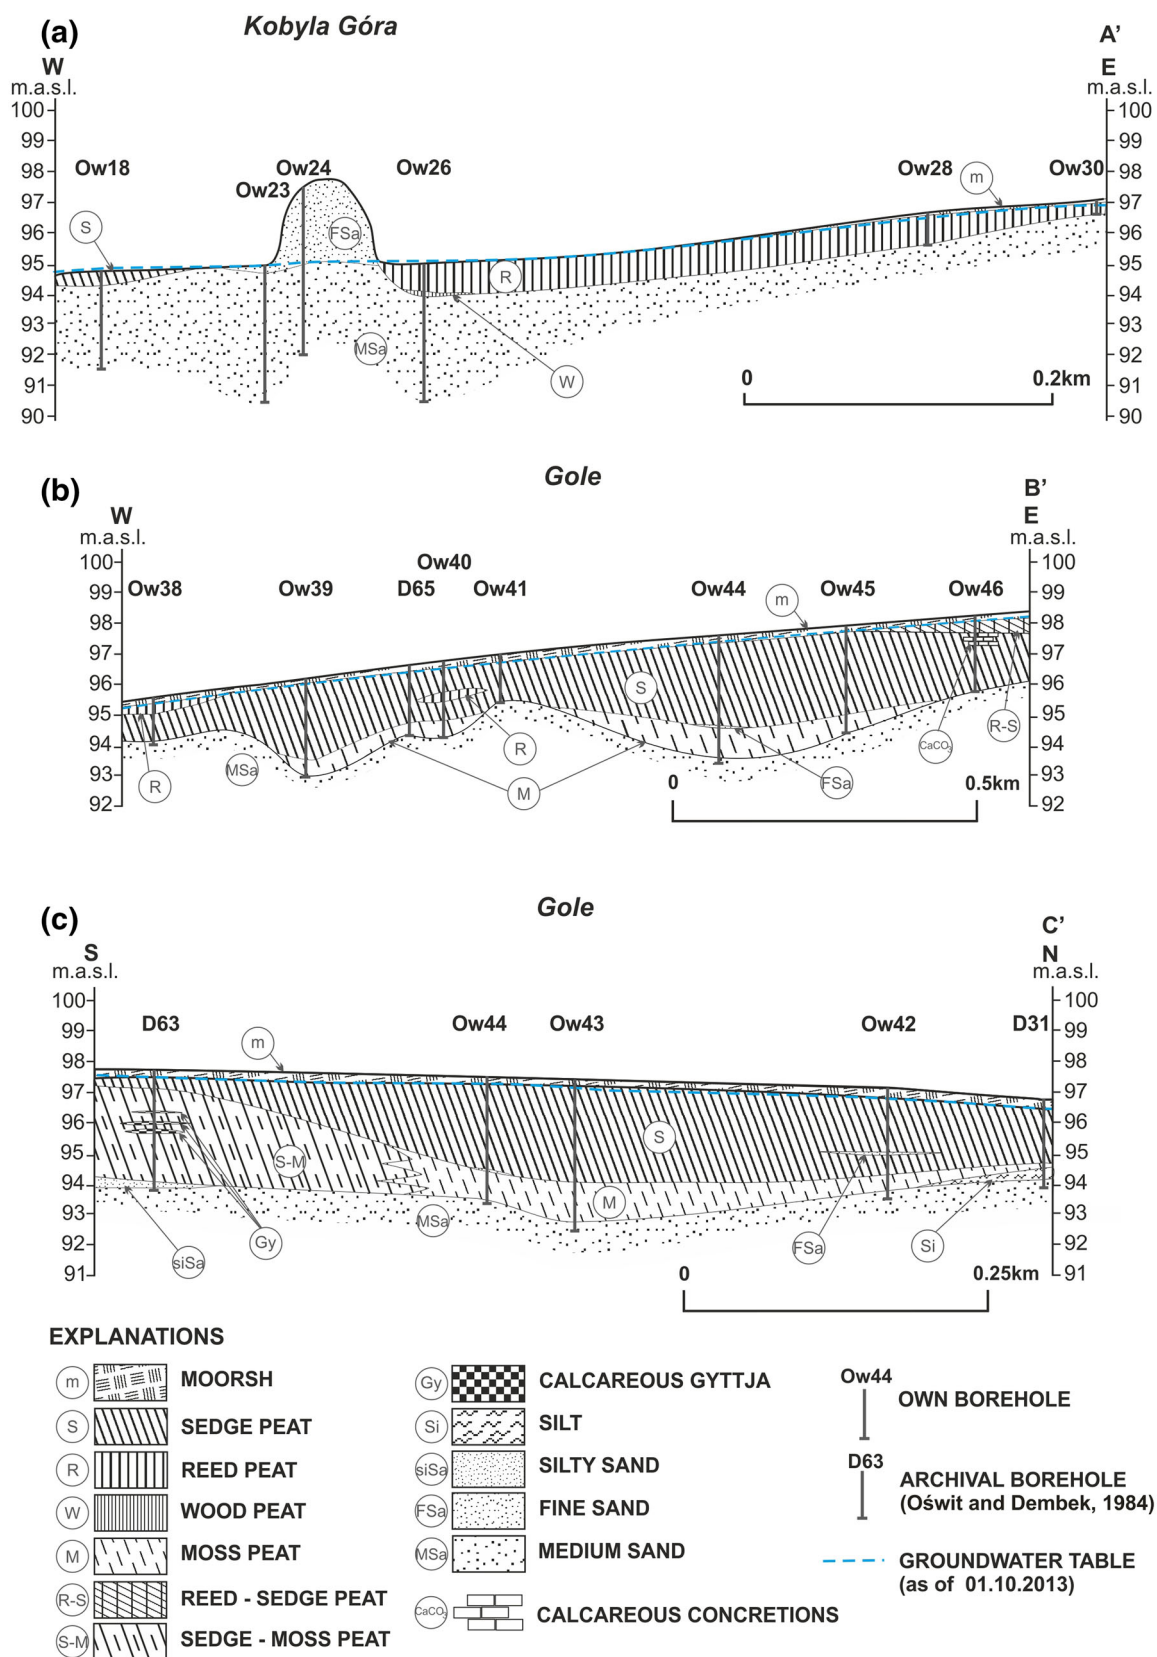 (a)
Kobyla Góra
W
A’
E
m.a.s.l.
m.a.s.l.
100
99
98
97
96
95
94
93
92
91
90
Ow18
Ow23
Ow24
Ow26
Ow28
Ow30
S
FSa
m
R
MSa
W
0
0.2km
100
99
98
97
96
95
94
93
92
91
90
(b)
Gole
W
B’
E
m.a.s.l.
m.a.s.l.
100
99
98
97
96
95
94
93
92
Ow38
Ow39
D65
Ow40
Ow41
Ow44
Ow45
Ow46
m
S
R
MSa
R
M
FSa
CaCO₃
R-S
0
0.5km
100
99
98
97
96
95
94
93
92
(c)
Gole
S
C’
N
m.a.s.l.
m.a.s.l.
100
99
98
97
96
95
94
93
92
91
D63
Ow44
Ow43
Ow42
D31
m
S-M
S
M
MSa
siSa
Gy
FSa
Si
0
0.25km
100
99
98
97
96
95
94
93
92
91
EXPLANATIONS
m MOORSH
S SEDGE PEAT
R REED PEAT
W WOOD PEAT
M MOSS PEAT
R-S REED - SEDGE PEAT
S-M SEDGE - MOSS PEAT
Gy CALCAREOUS GYTTJA
Si SILT
siSa SILTY SAND
FSa FINE SAND
MSa MEDIUM SAND
CaCO₃ CALCAREOUS CONCRETIONS
Ow44
OWN BOREHOLE
D63
ARCHIVAL BOREHOLE
(Oświt and Dembek, 1984)
GROUNDWATER TABLE
(as of 01.10.2013)